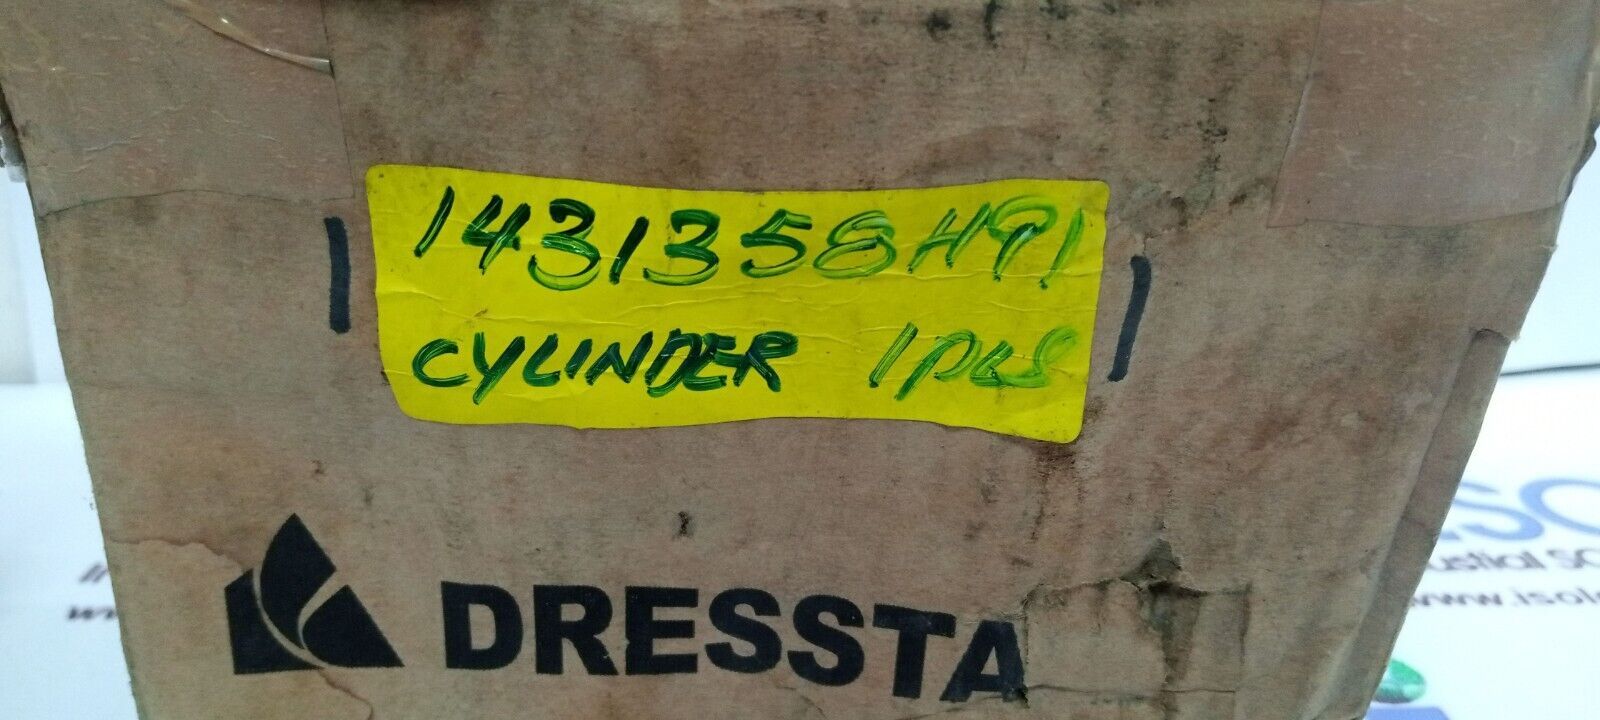 1431358H91
CYLINDER 1PCS
DRESSTA